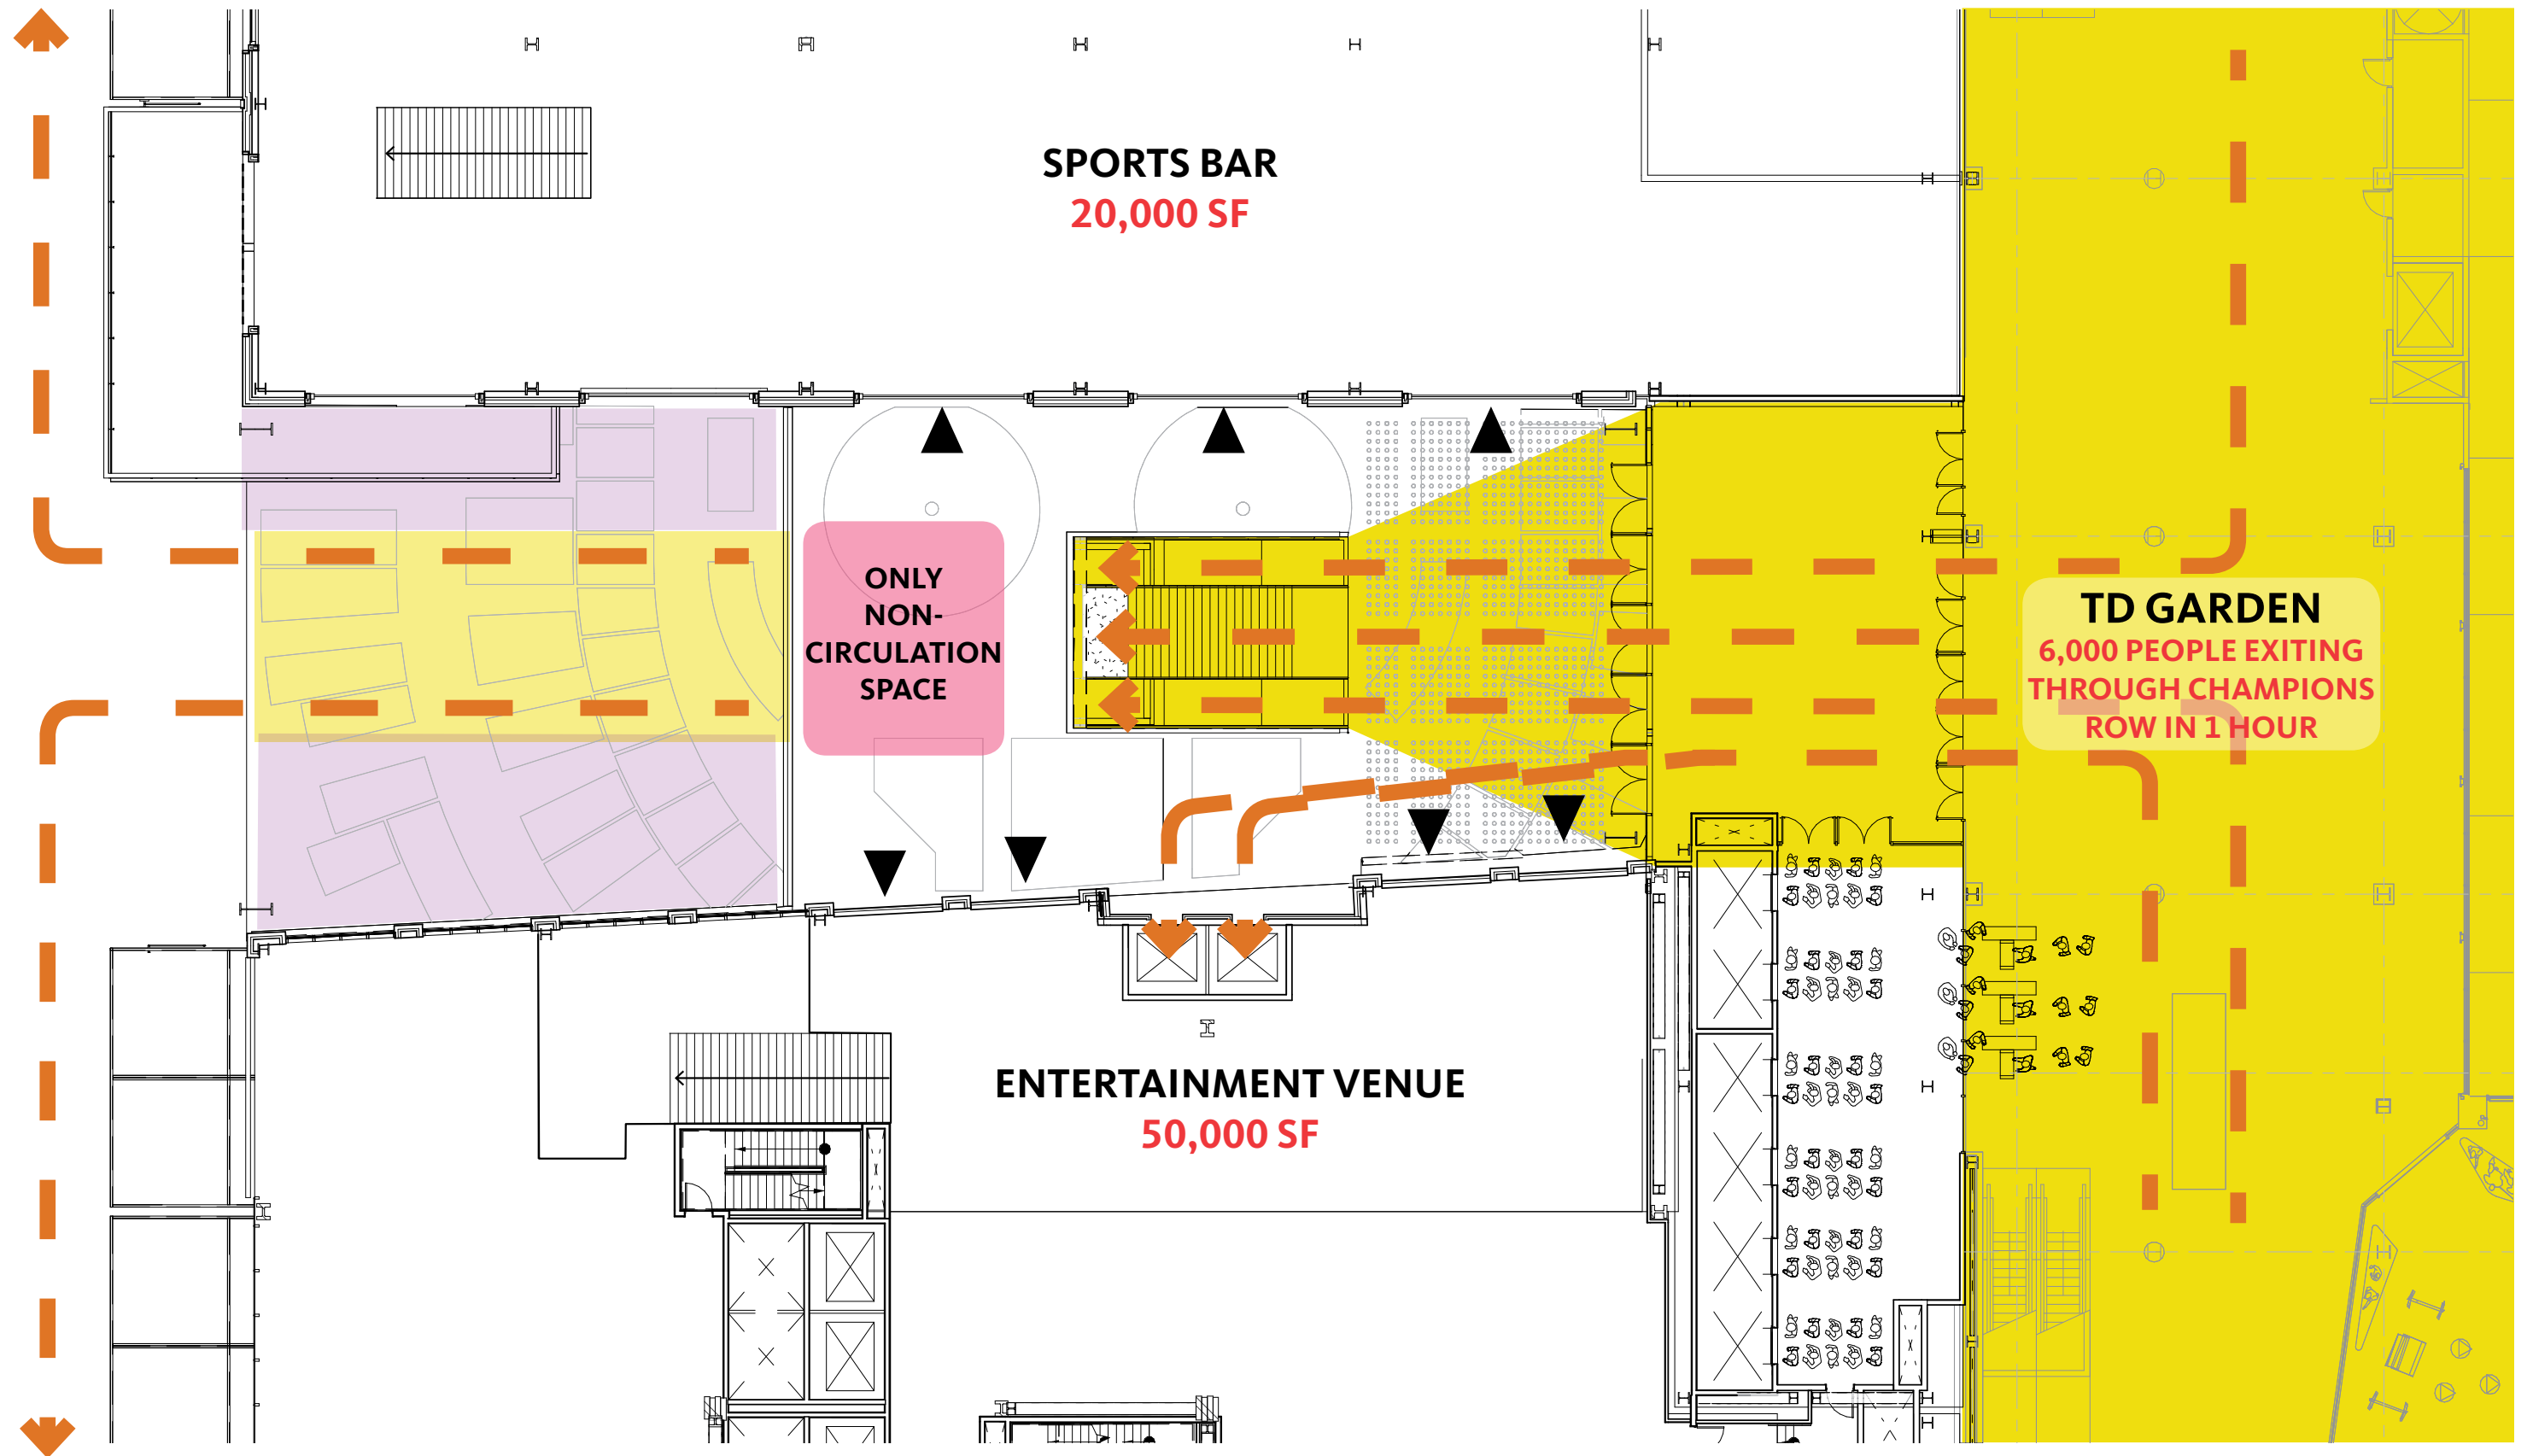 SPORTS BAR
20,000 SF
ONLY
NON-
CIRCULATION
SPACE
TD GARDEN
6,000 PEOPLE EXITING
THROUGH CHAMPIONS
ROW IN 1 HOUR
ENTERTAINMENT VENUE
50,000 SF